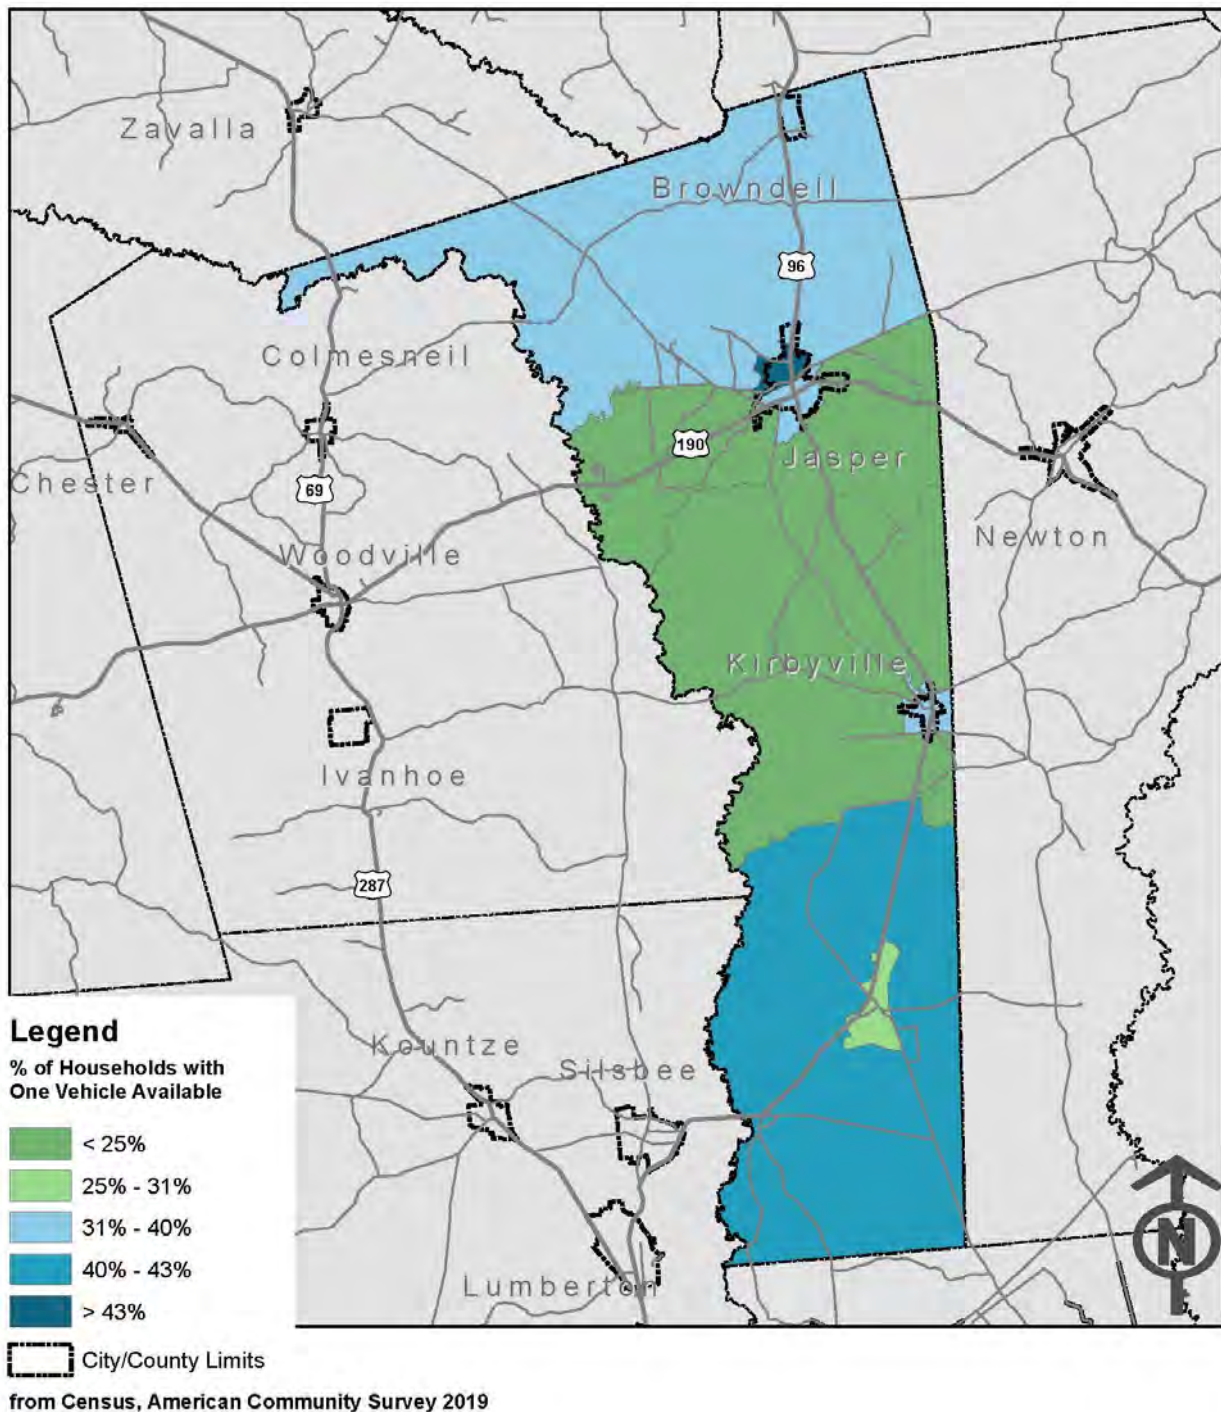 Zavalla
Browndell
96
Colmesneil
190
Jasper
Chester
69
Newton
Woodville
Kirbyville
Ivanhoe
287
Kountze
Silsbee
Lumberton
N
Legend
% of Households with
One Vehicle Available
< 25%
25% - 31%
31% - 40%
40% - 43%
> 43%
City/County Limits
from Census, American Community Survey 2019